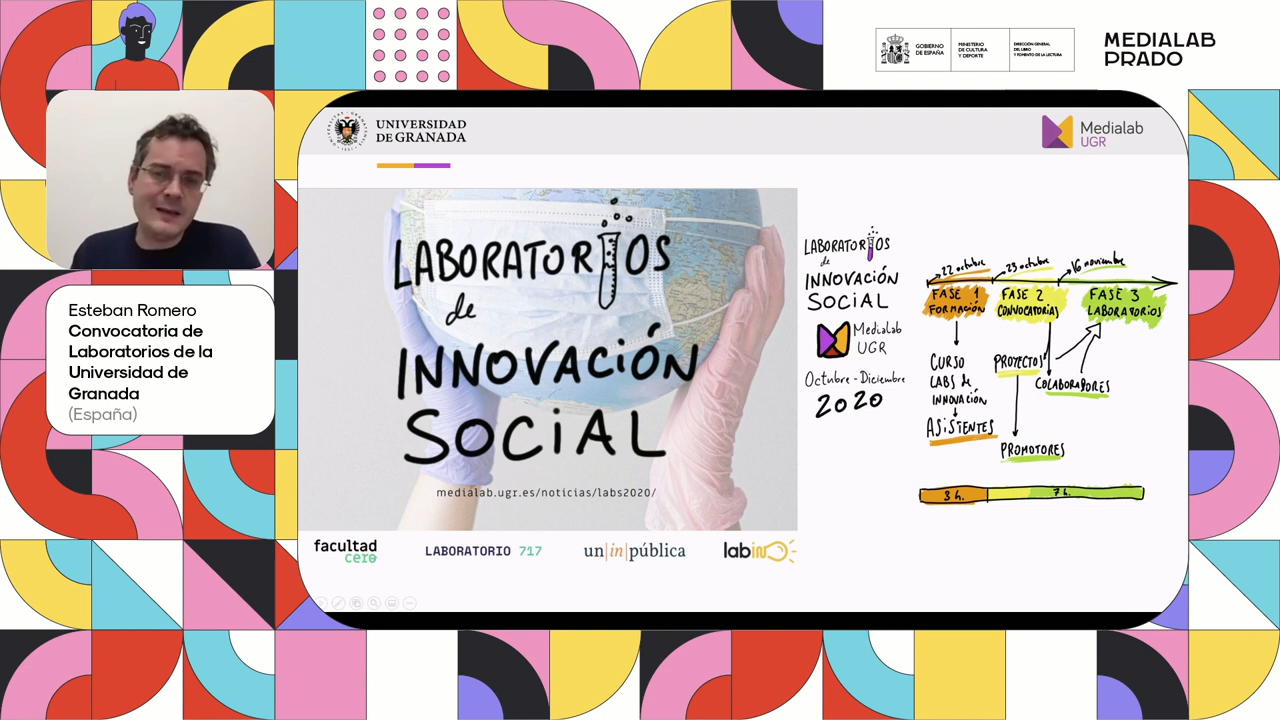 GOBIERNO
DE ESPAÑA
MINISTERIO
DE CULTURA
Y DEPORTE
DIRECCIÓN GENERAL
DEL LIBRO
Y FOMENTO DE LA LECTURA
MEDIALAB
PRADO
UNIVERSIDAD
DE GRANADA
Medialab
UGR
Esteban Romero
Convocatoria de
Laboratorios de la
Universidad de
Granada
(España)
LABORATORIOS
de
INNOVACIÓN
SOCiAL
medialab.ugr.es/noticias/labs2020/
LABORATORIOS
de
INNOVACIÓN
SOCIAL
MediaLab
UGR
Octubre - Diciembre
2020
22 octubre
23 octubre
16 noviembre
FASE 1
FORMACIÓN
FASE 2
CONVOCATORIAS
FASE 3
LABORATORIOS
CURSO
LABS de
INNOVACIÓN
ASiSTENTES
PROYECTOS
COLABORADORES
PROMOTORES
3 h.
7 h.
facultad
cero
LABORATORIO 717
un|in|pública
labIN